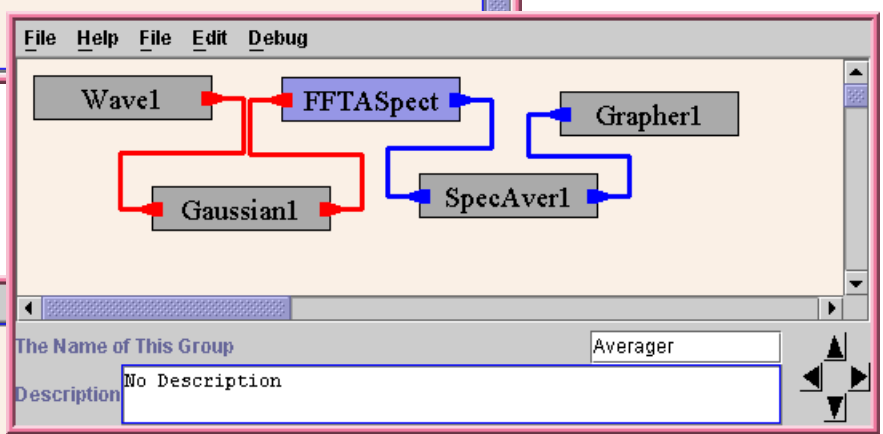 File Help File Edit Debug
Wave1
FFTASpect
Grapher1
Gaussian1
SpecAver1
The Name of This Group
Averager
Description
No Description